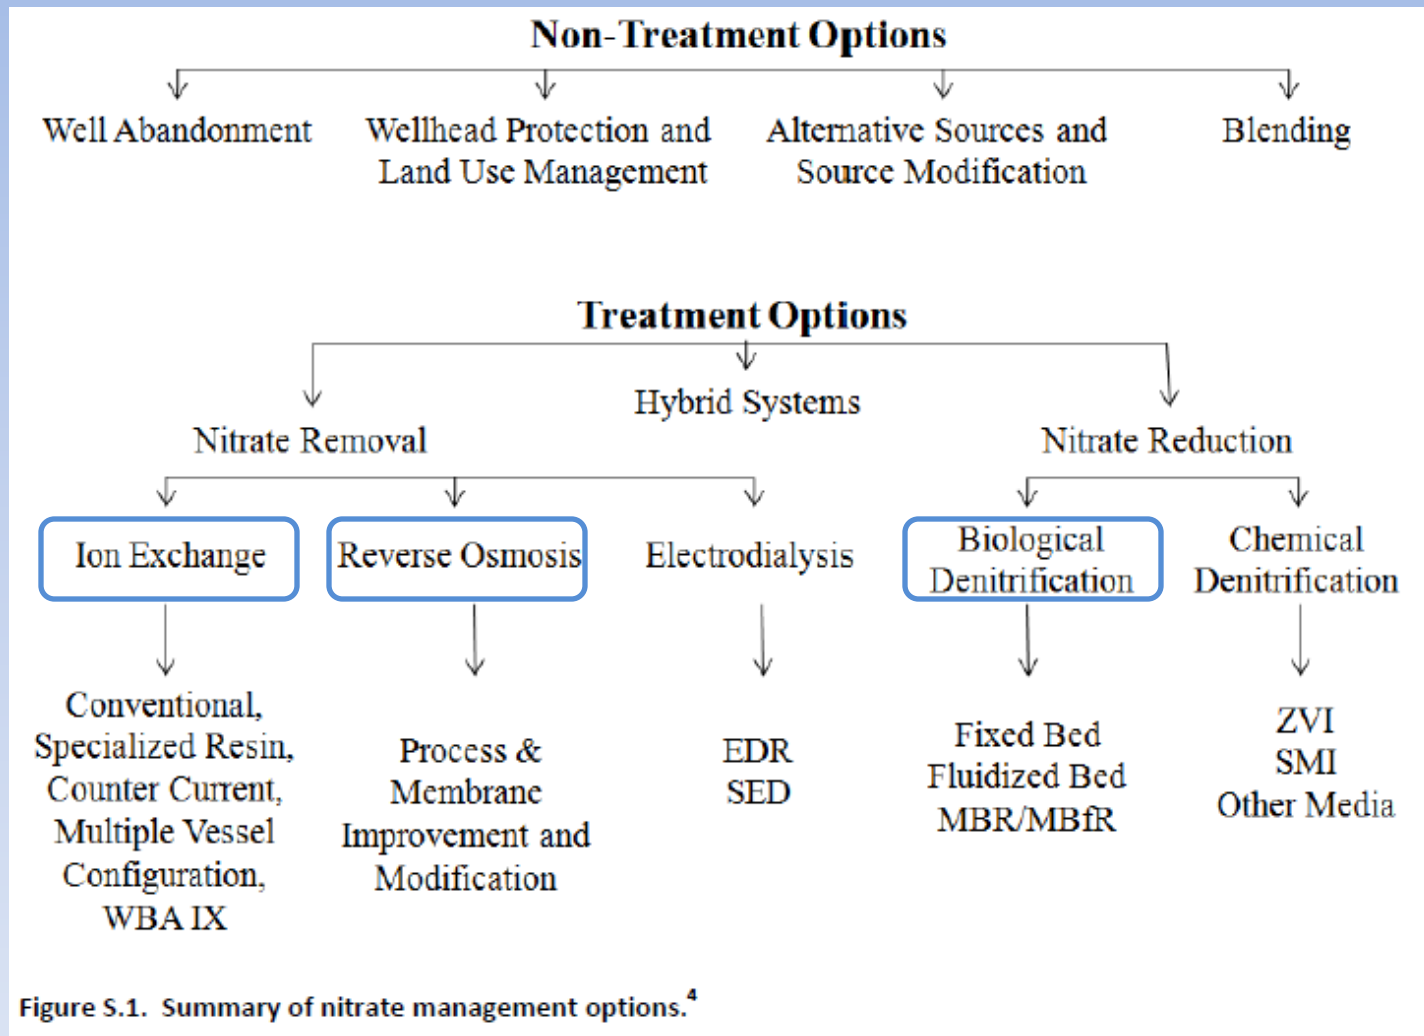 Non-Treatment Options
Well Abandonment
Wellhead Protection and
Land Use Management
Alternative Sources and
Source Modification
Blending
Treatment Options
Nitrate Removal
Hybrid Systems
Nitrate Reduction
Ion Exchange
Reverse Osmosis
Electrodialysis
Biological
Denitrification
Chemical
Denitrification
Conventional,
Specialized Resin,
Counter Current,
Multiple Vessel
Configuration,
WBA IX
Process &
Membrane
Improvement and
Modification
EDR
SED
Fixed Bed
Fluidized Bed
MBR/MBfR
ZVI
SMI
Other Media
Figure S.1. Summary of nitrate management options.4